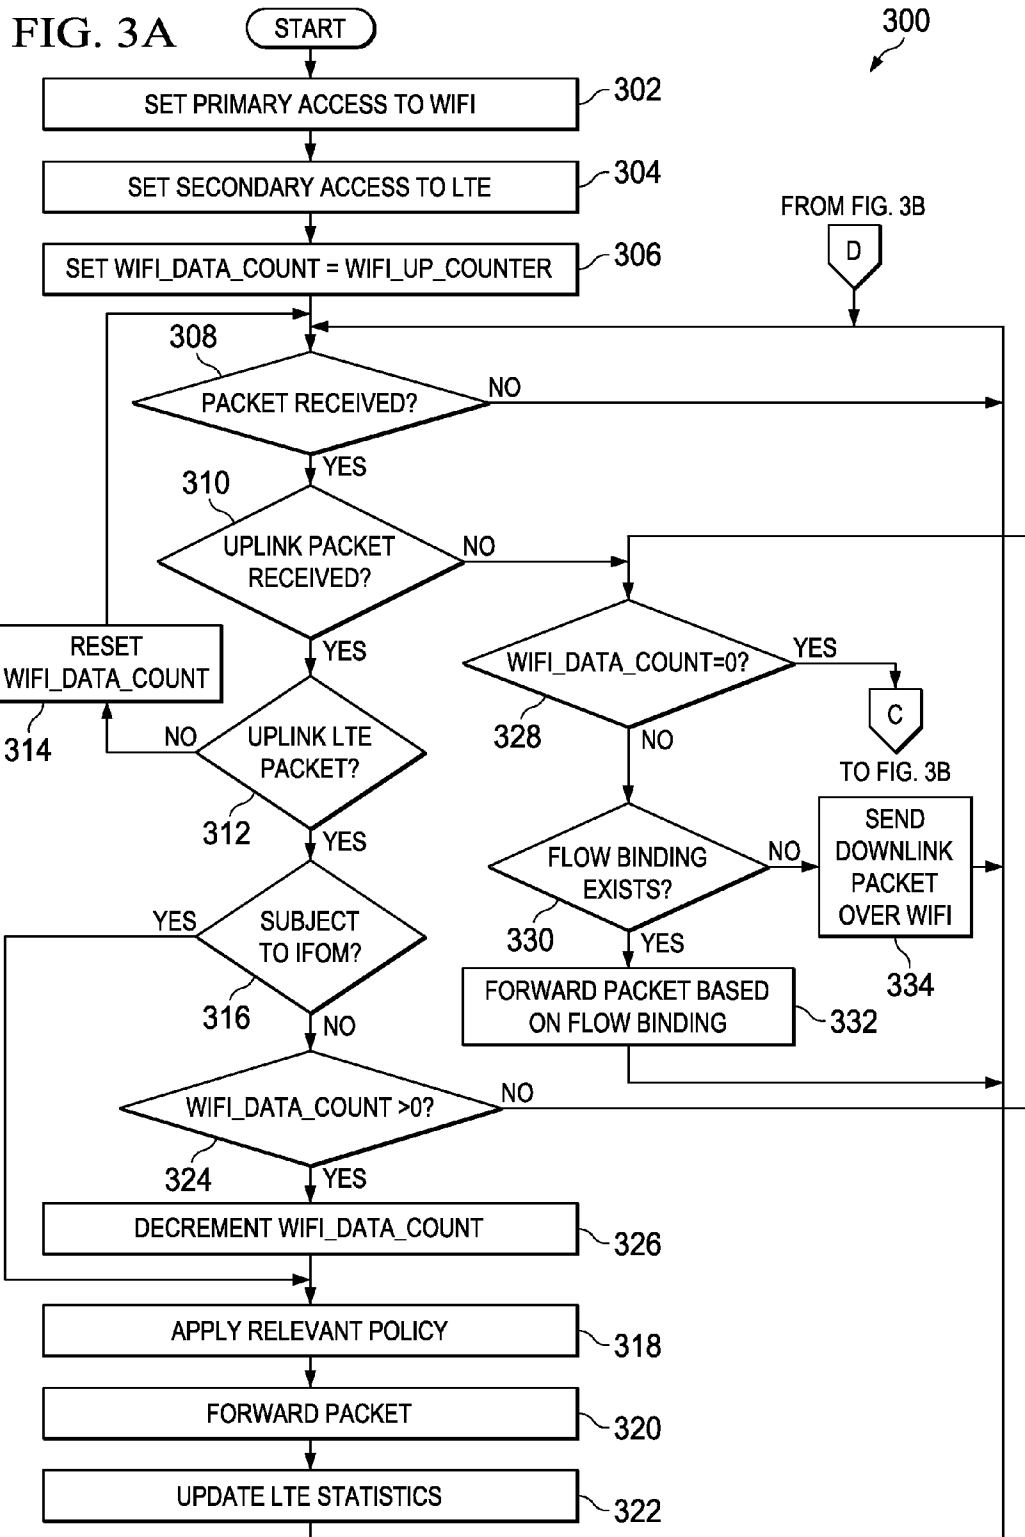 FIG. 3A
START
300
SET PRIMARY ACCESS TO WIFI
302
SET SECONDARY ACCESS TO LTE
304
SET WIFI_DATA_COUNT = WIFI_UP_COUNTER
306
FROM FIG. 3B
D
308
PACKET RECEIVED?
NO
YES
310
UPLINK PACKET
RECEIVED?
NO
YES
RESET
WIFI_DATA_COUNT
314
WIFI_DATA_COUNT=0?
YES
328
NO
C
TO FIG. 3B
NO
UPLINK LTE
PACKET?
312
YES
FLOW BINDING
EXISTS?
NO
330
YES
SEND
DOWNLINK
PACKET
OVER WIFI
334
YES
SUBJECT
TO IFOM?
316
NO
FORWARD PACKET BASED
ON FLOW BINDING
332
WIFI_DATA_COUNT >0?
NO
324
YES
DECREMENT WIFI_DATA_COUNT
326
APPLY RELEVANT POLICY
318
FORWARD PACKET
320
UPDATE LTE STATISTICS
322